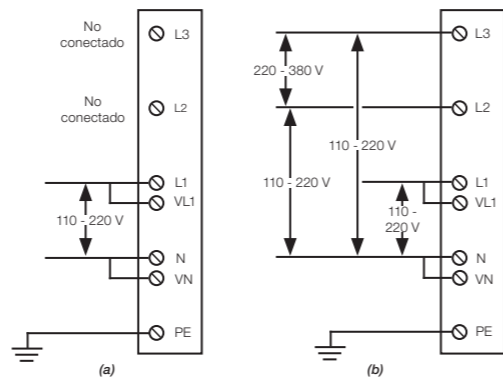 No
conectado
L3
No
conectado
L2
L1
VL1
110 - 220 V
N
VN
PE
(a)
L3
220 - 380 V
L2
110 - 220 V
110 - 220 V
L1
VL1
110 -
220 V
N
VN
PE
(b)